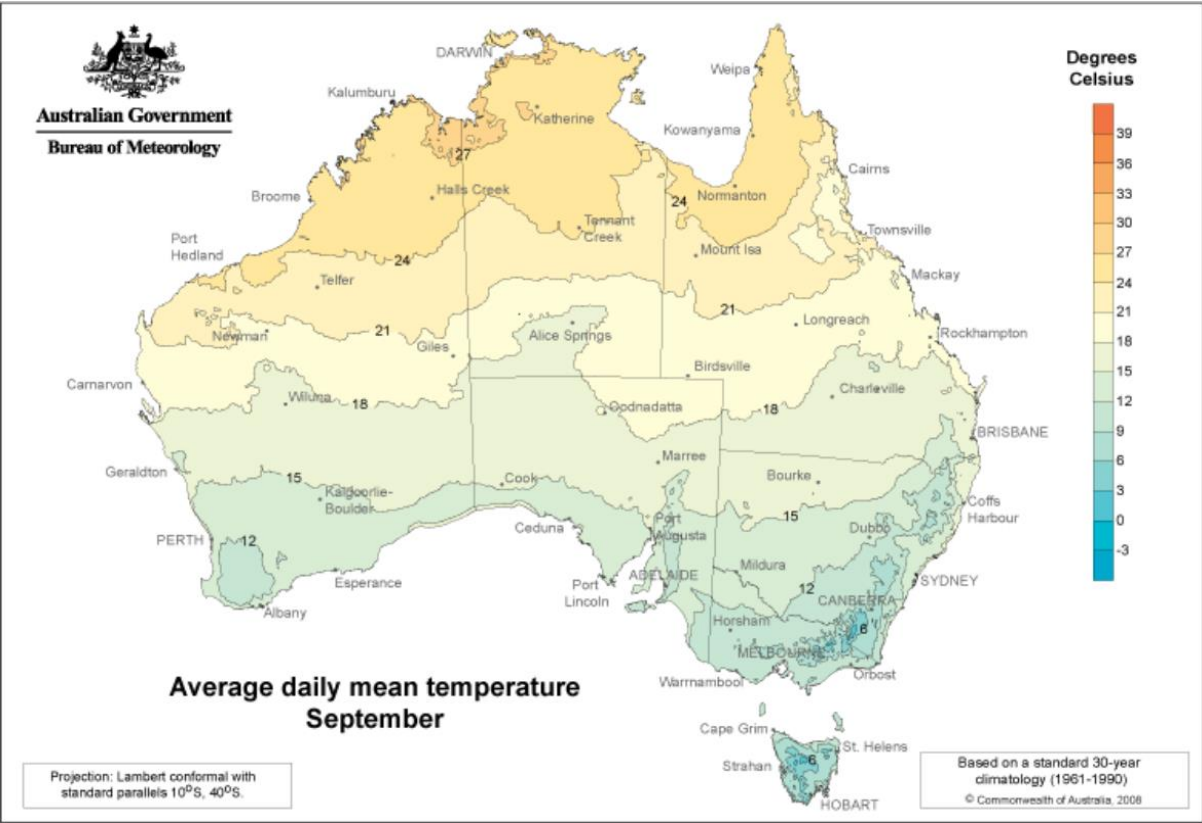 Australian Government
Bureau of Meteorology
Degrees
Celsius
39
36
33
30
27
24
21
18
15
12
9
6
3
0
-3
DARWIN
Weipa
Kalumburu
Katherine
Kowanyama
27
Cairns
Broome
Halls Creek
Normanton
24
Tennant
Creek
Townsville
Port
Hedland
Mount Isa
24
Mackay
Telfer
21
Longreach
21
Newman
Alice Springs
Rockhampton
Giles
Birdsville
Carnarvon
Charleville
Wiluna
18
Oodnadatta
18
BRISBANE
Marree
Geraldton
15
Cook
Bourke
Kalgoorlie-
Boulder
Coffs
Harbour
15
Port
Augusta
Ceduna
Dubbo
PERTH
12
Mildura
ADELAIDE
Esperance
SYDNEY
Port
Lincoln
12
CANBERRA
Albany
Horsham
6
MELBOURNE
Orbost
Warrnambool
Average daily mean temperature
September
Cape Grim
St. Helens
6
Strahan
HOBART
Projection: Lambert conformal with
standard parallels 10ºS, 40ºS.
Based on a standard 30-year
climatology (1961-1990)
© Commonwealth of Australia, 2008